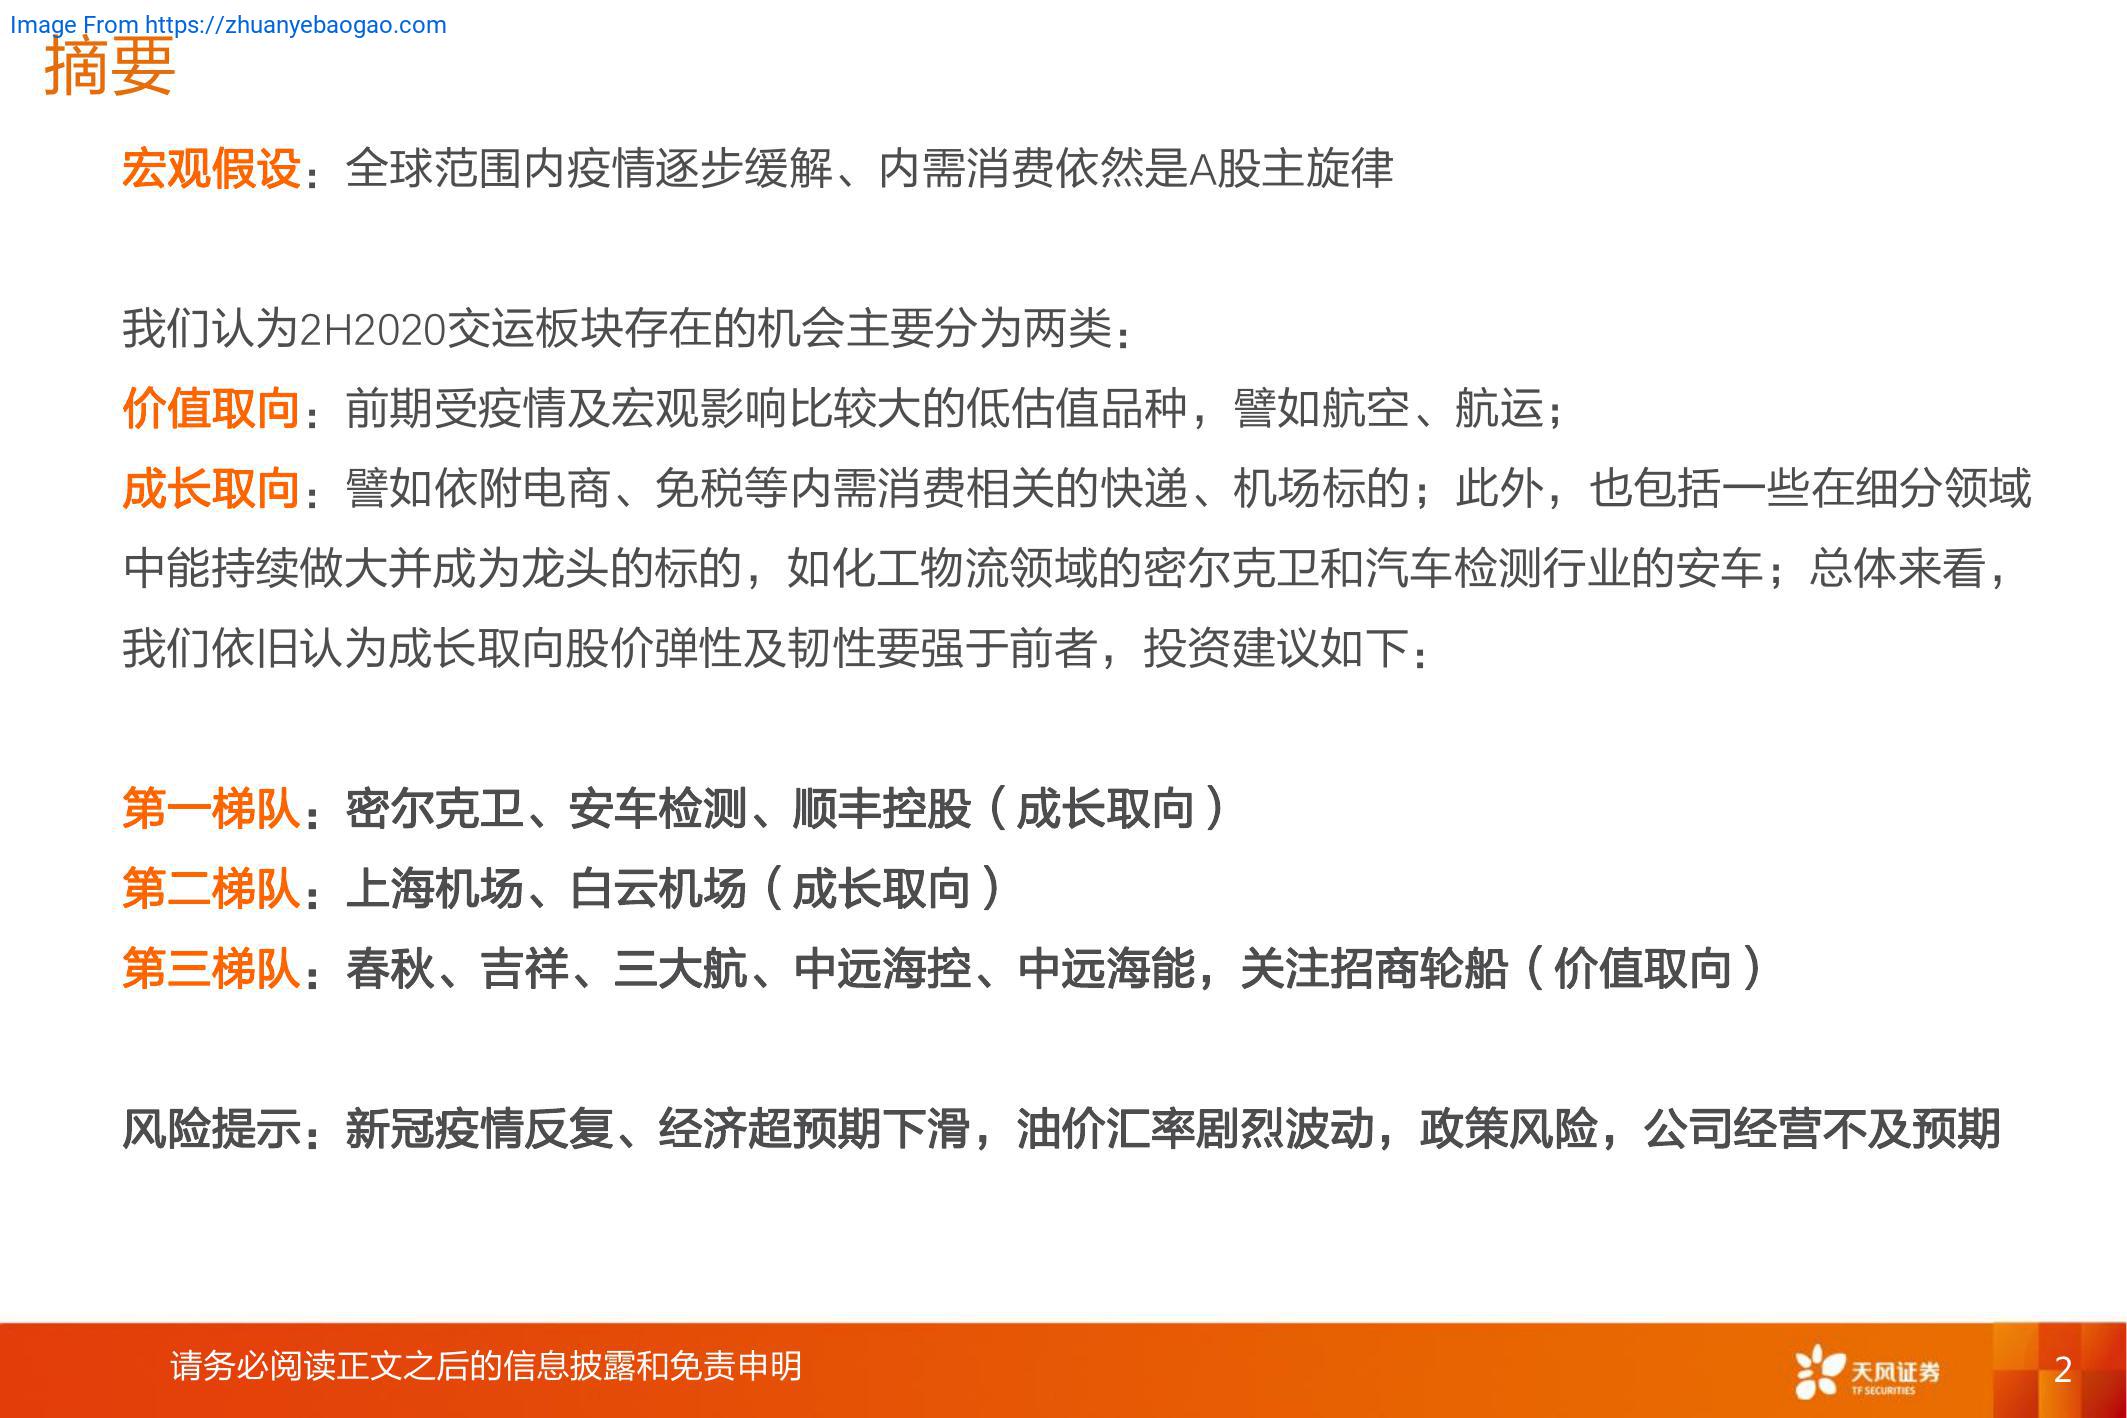 Image From https://zhuanyebaogao.com
摘要
宏观假设：全球范围内疫情逐步缓解、内需消费依然是A股主旋律
我们认为2H2020交运板块存在的机会主要分为两类：
价值取向：前期受疫情及宏观影响比较大的低估值品种，譬如航空、航运；
成长取向：譬如依附电商、免税等内需消费相关的快递、机场标的；此外，也包括一些在细分领域
中能持续做大并成为龙头的标的，如化工物流领域的密尔克卫和汽车检测行业的安车；总体来看，
我们依旧认为成长取向股价弹性及韧性要强于前者，投资建议如下：
第一梯队：密尔克卫、安车检测、顺丰控股（成长取向）
第二梯队：上海机场、白云机场（成长取向）
第三梯队：春秋、吉祥、三大航、中远海控、中远海能，关注招商轮船（价值取向）
风险提示：新冠疫情反复、经济超预期下滑，油价汇率剧烈波动，政策风险，公司经营不及预期
请务必阅读正文之后的信息披露和免责申明
天风证券
TF SECURITIES
2